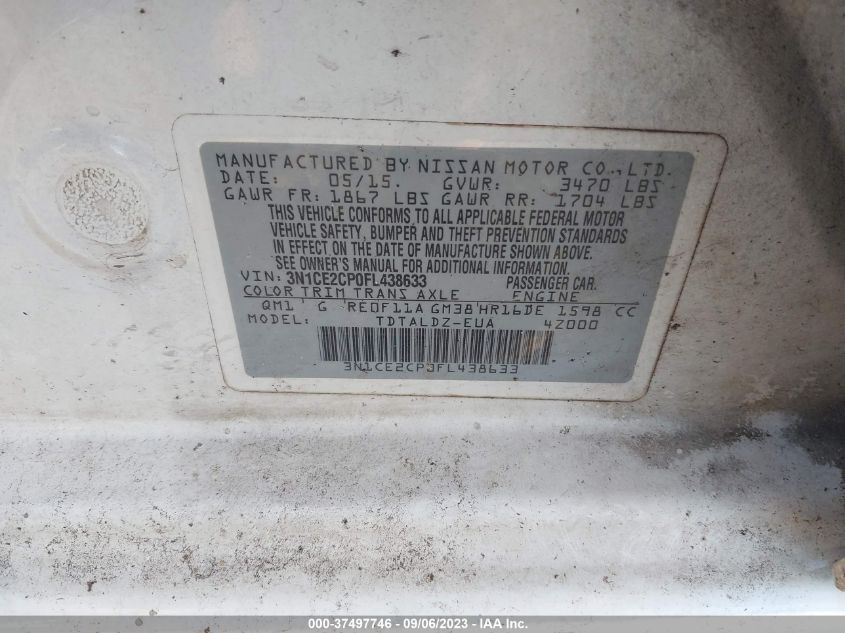 MANUFACTURED BY NISSAN MOTOR CO., LTD.
DATE: 05/15. GVWR: 3470 LBS
GAWR FR: 1867 LBS GAWR RR: 1704 LBS
THIS VEHICLE CONFORMS TO ALL APPLICABLE FEDERAL MOTOR
VEHICLE SAFETY, BUMPER AND THEFT PREVENTION STANDARDS
IN EFFECT ON THE DATE OF MANUFACTURE SHOWN ABOVE.
SEE OWNER'S MANUAL FOR ADDITIONAL INFORMATION.
VIN: 3N1CE2CP0FL438633 PASSENGER CAR.
COLOR TRIM TRANS AXLE ENGINE
QM1 G RE0F11A GM38 HR16DE 1598 CC
MODEL: TDTALDZ-EUA 4Z000
3N1CE2CP0FL438633
000-37497746 - 09/06/2023 - IAA Inc.